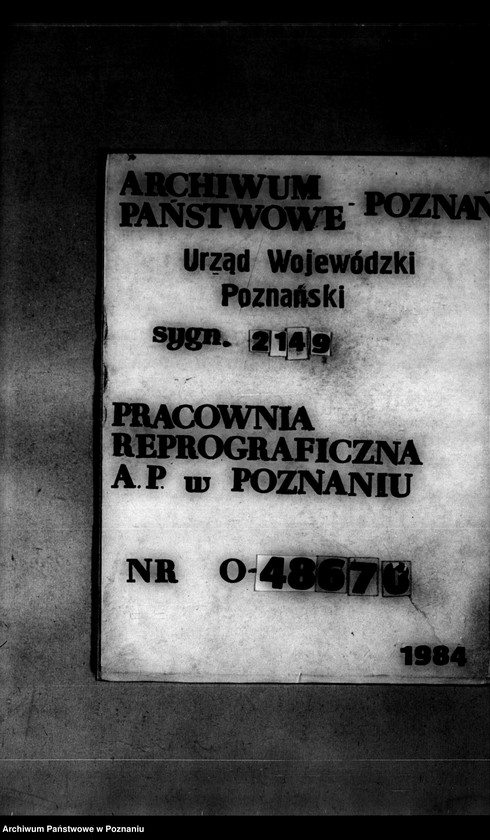 ARCHIWUM
PAŃSTWOWE - POZNAŃ
Urząd Wojewódzki
Poznański
sygn. 2149
PRACOWNIA
REPROGRAFICZNA
A.P. w POZNANIU
NR O-48670
1984
Archiwum Państwowe w Poznaniu